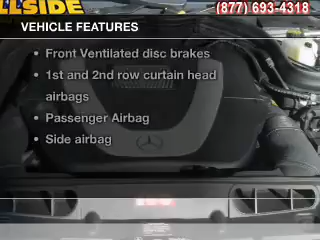 LLSIDE
(877) 693-4318
VEHICLE FEATURES
• Front Ventilated disc brakes
• 1st and 2nd row curtain head
airbags
• Passenger Airbag
• Side airbag